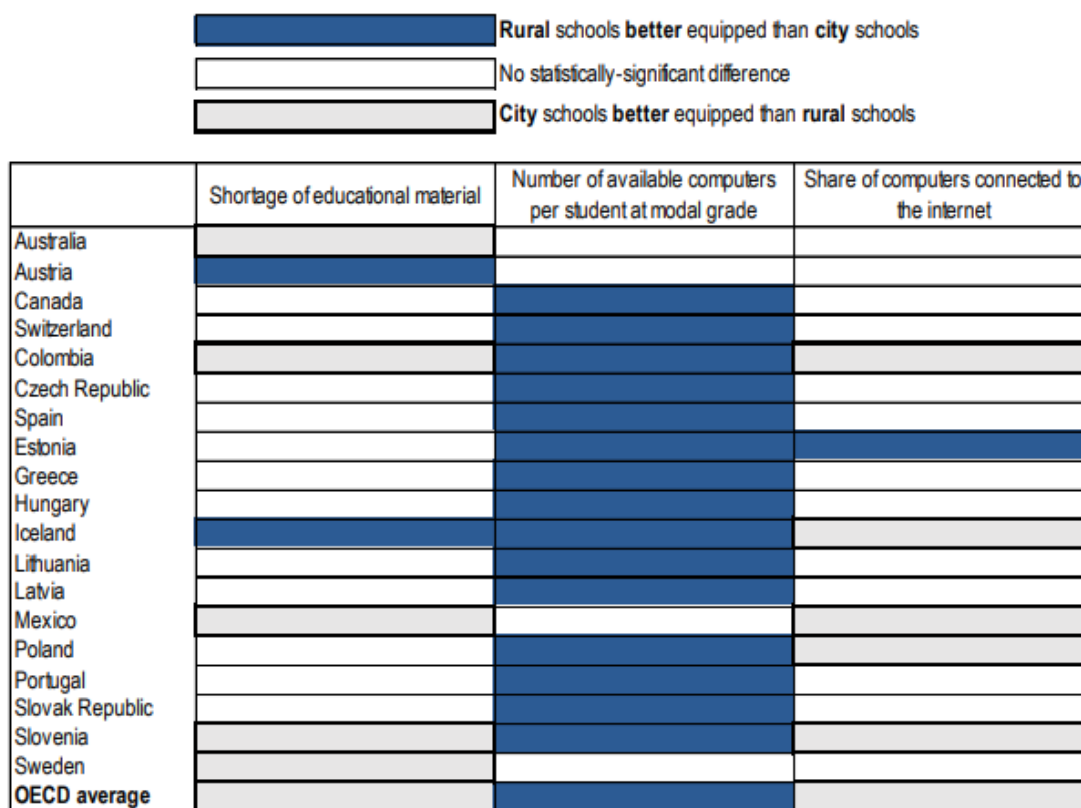 Rural schools better equipped than city schools
No statistically-significant difference
City schools better equipped than rural schools
Shortage of educational material
Number of available computers
per student at modal grade
Share of computers connected to
the internet
Australia
Austria
Canada
Switzerland
Colombia
Czech Republic
Spain
Estonia
Greece
Hungary
Iceland
Lithuania
Latvia
Mexico
Poland
Portugal
Slovak Republic
Slovenia
Sweden
OECD average